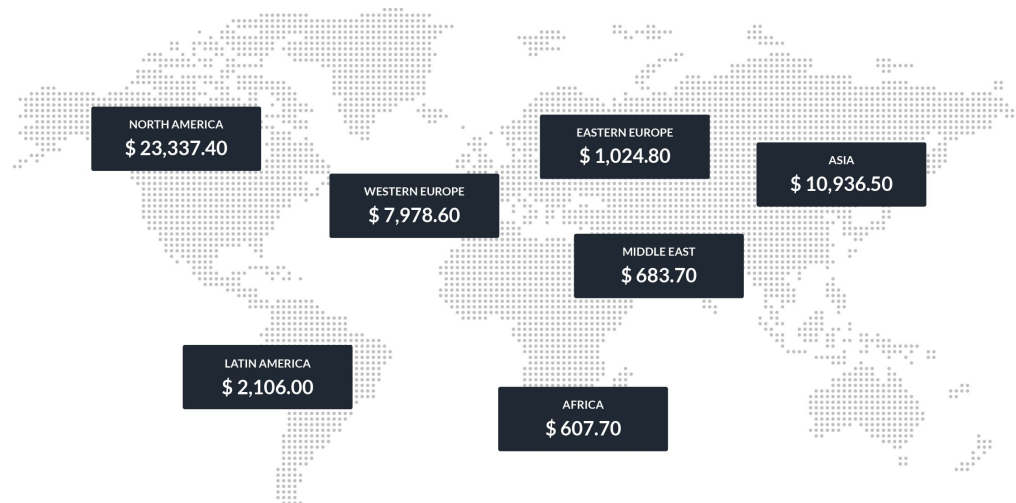 NORTH AMERICA
$ 23,337.40
EASTERN EUROPE
$ 1,024.80
ASIA
$ 10,936.50
WESTERN EUROPE
$ 7,978.60
MIDDLE EAST
$ 683.70
LATIN AMERICA
$ 2,106.00
AFRICA
$ 607.70